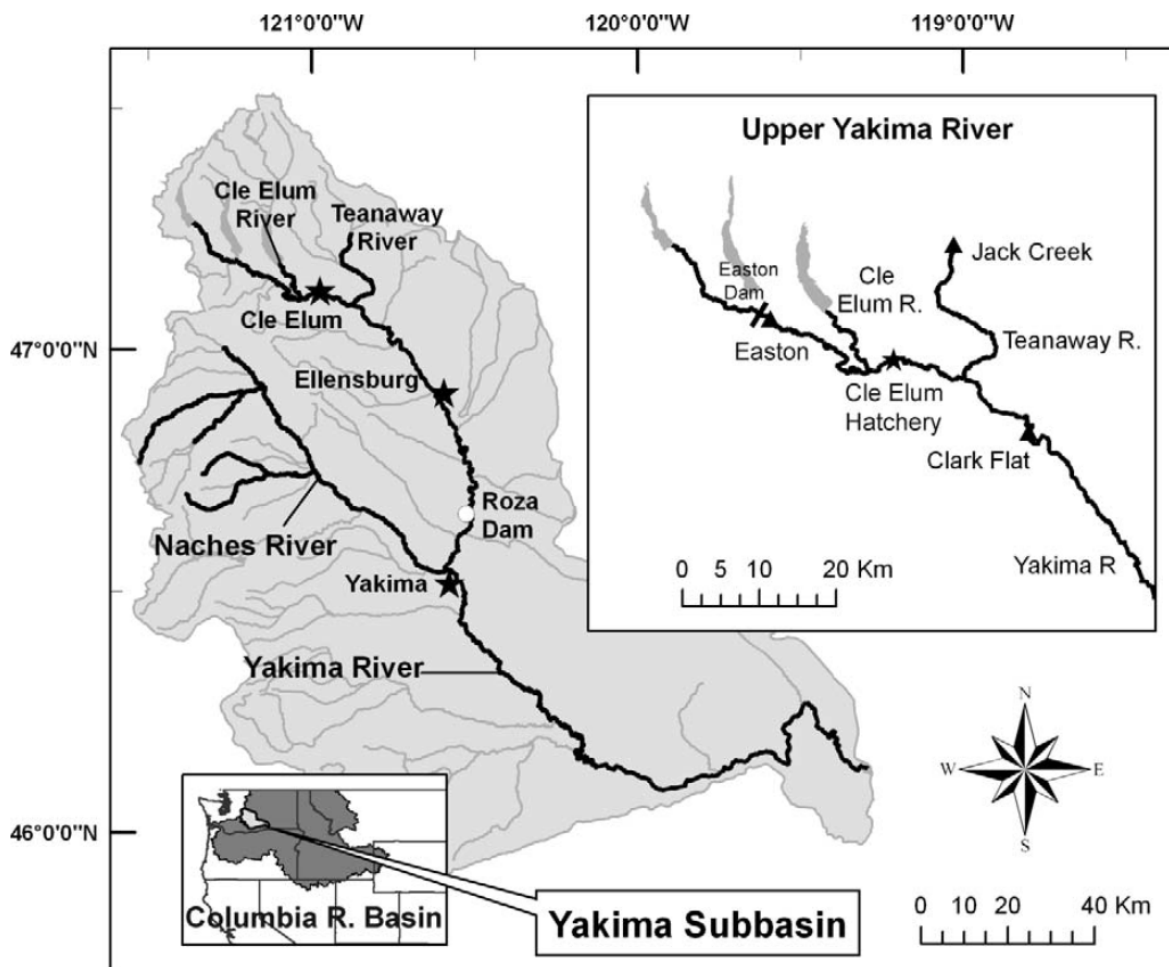 121°0'0"W
120°0'0"W
119°0'0"W
47°0'0"N
46°0'0"N
Cle Elum
River
Teanaway
River
Cle Elum
Ellensburg
Roza
Dam
Naches River
Yakima
Yakima River
Upper Yakima River
Jack Creek
Easton
Dam
Cle
Elum R.
Easton
Teanaway R.
Cle Elum
Hatchery
Clark Flat
Yakima R
0 5 10 20 Km
N
W
E
S
Columbia R. Basin
Yakima Subbasin
0 10 20 40 Km